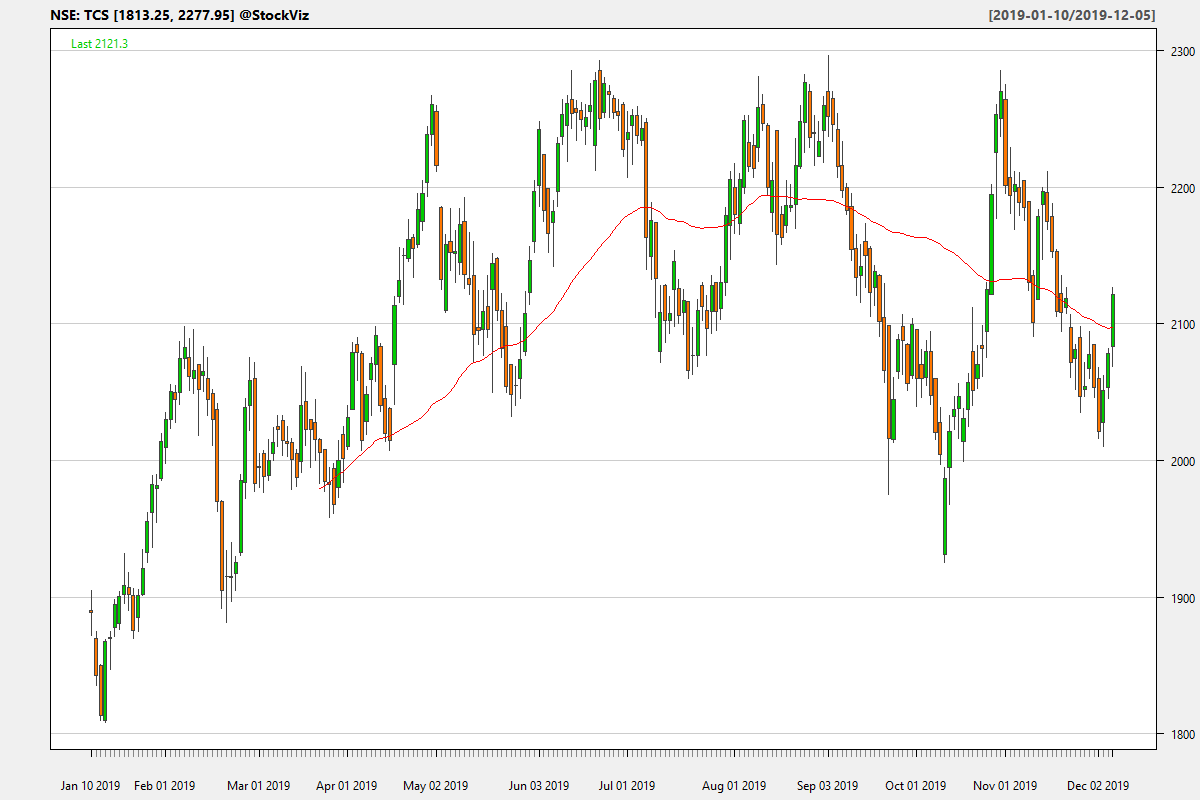 NSE: TCS [1813.25, 2277.95] @StockViz
[2019-01-10/2019-12-05]
Last 2121.3
2300
2200
2100
2000
1900
1800
Jan 10 2019 Feb 01 2019 Mar 01 2019 Apr 01 2019 May 02 2019 Jun 03 2019 Jul 01 2019 Aug 01 2019 Sep 03 2019 Oct 01 2019 Nov 01 2019 Dec 02 2019